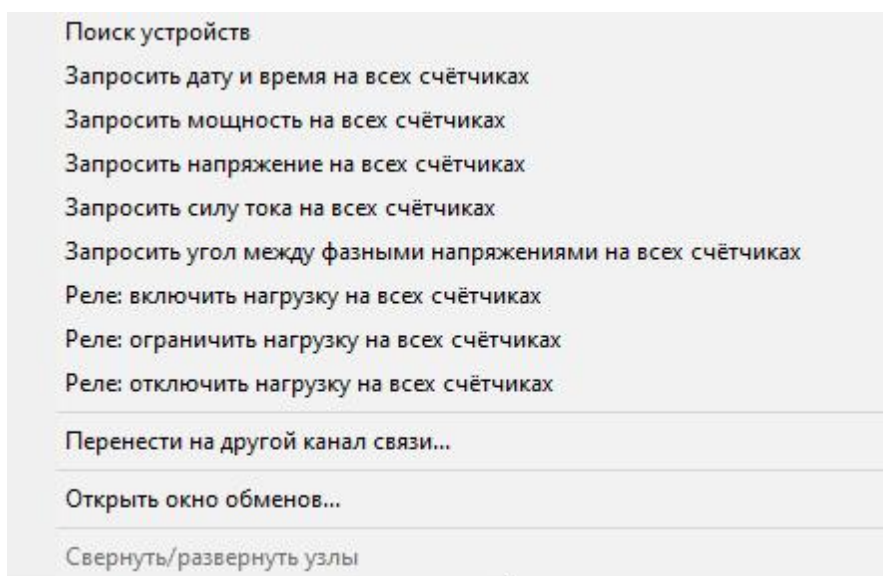 Поиск устройств
Запросить дату и время на всех счётчиках
Запросить мощность на всех счётчиках
Запросить напряжение на всех счётчиках
Запросить силу тока на всех счётчиках
Запросить угол между фазными напряжениями на всех счётчиках
Реле: включить нагрузку на всех счётчиках
Реле: ограничить нагрузку на всех счётчиках
Реле: отключить нагрузку на всех счётчиках
Перенести на другой канал связи...
Открыть окно обменов...
Свернуть/развернуть узлы